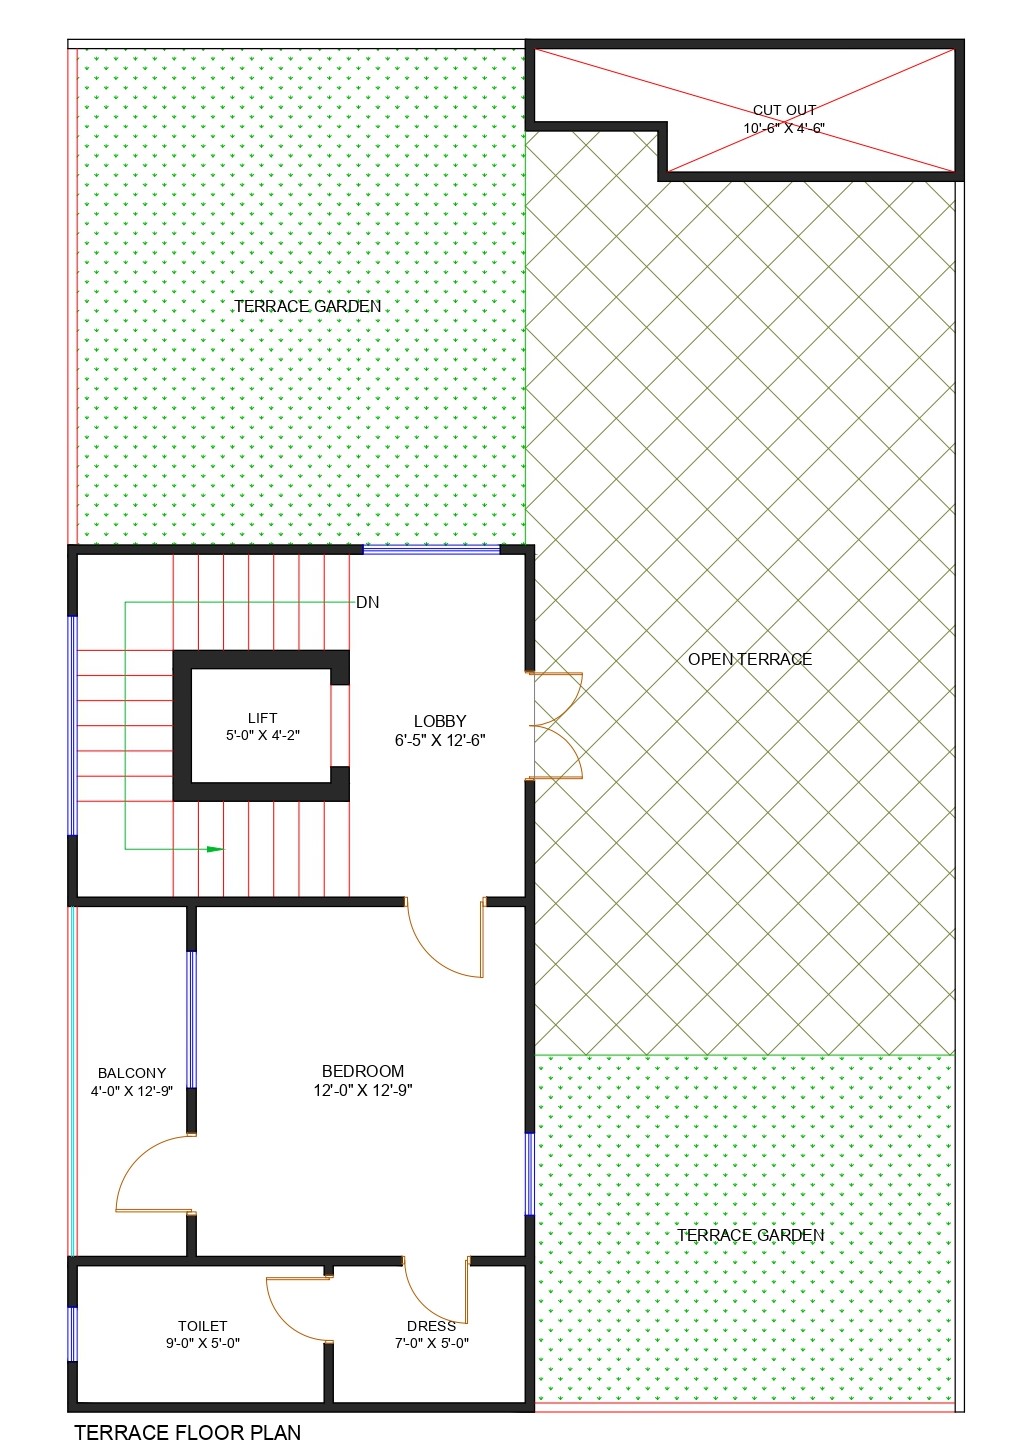 CUT OUT
10'-6" X 4'-6"
TERRACE GARDEN
DN
OPEN TERRACE
LIFT
5'-0" X 4'-2"
LOBBY
6'-5" X 12'-6"
BALCONY
4'-0" X 12'-9"
BEDROOM
12'-0" X 12'-9"
TERRACE GARDEN
TOILET
9'-0" X 5'-0"
DRESS
7'-0" X 5'-0"
TERRACE FLOOR PLAN